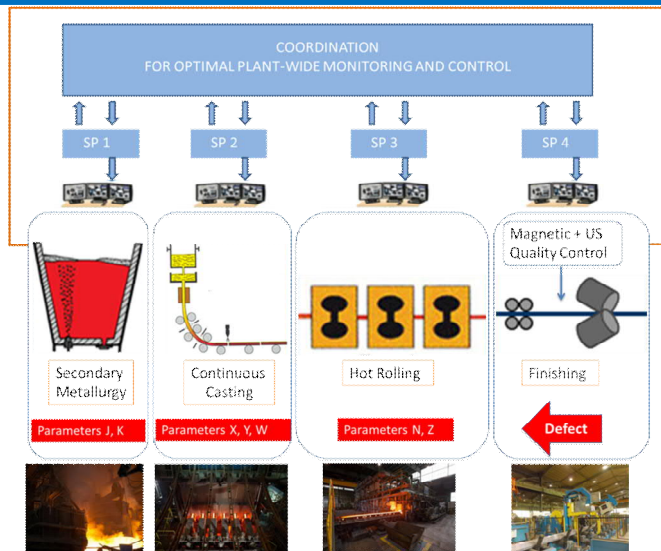 COORDINATION
FOR OPTIMAL PLANT-WIDE MONITORING AND CONTROL
SP 1
SP 2
SP 3
SP 4
Magnetic + US
Quality Control
Secondary
Metallurgy
Continuous
Casting
Hot Rolling
Finishing
Parameters J, K
Parameters X, Y, W
Parameters N, Z
Defect